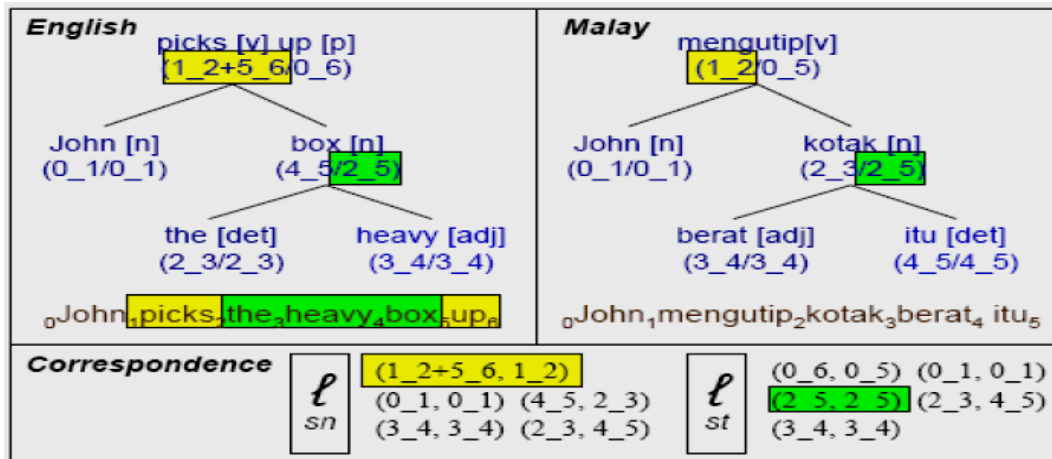 English
picks [v] up [p]
(1_2+5_6/0_6)
John [n] box [n]
(0_1/0_1) (4_5/2_5)
the [det] heavy [adj]
(2_3/2_3) (3_4/3_4)
0John1picks2the3heavy4box5up6
Malay
mengutip[v]
(1_2/0_5)
John [n] kotak [n]
(0_1/0_1) (2_3/2_5)
berat [adj] itu [det]
(3_4/3_4) (4_5/4_5)
0John1mengutip2kotak3berat4 itu5
Correspondence
ℓ sn
(1_2+5_6, 1_2)
(0_1, 0_1) (4_5, 2_3)
(3_4, 3_4) (2_3, 4_5)
ℓ st
(0_6, 0_5) (0_1, 0_1)
(2_5, 2_5) (2_3, 4_5)
(3_4, 3_4)